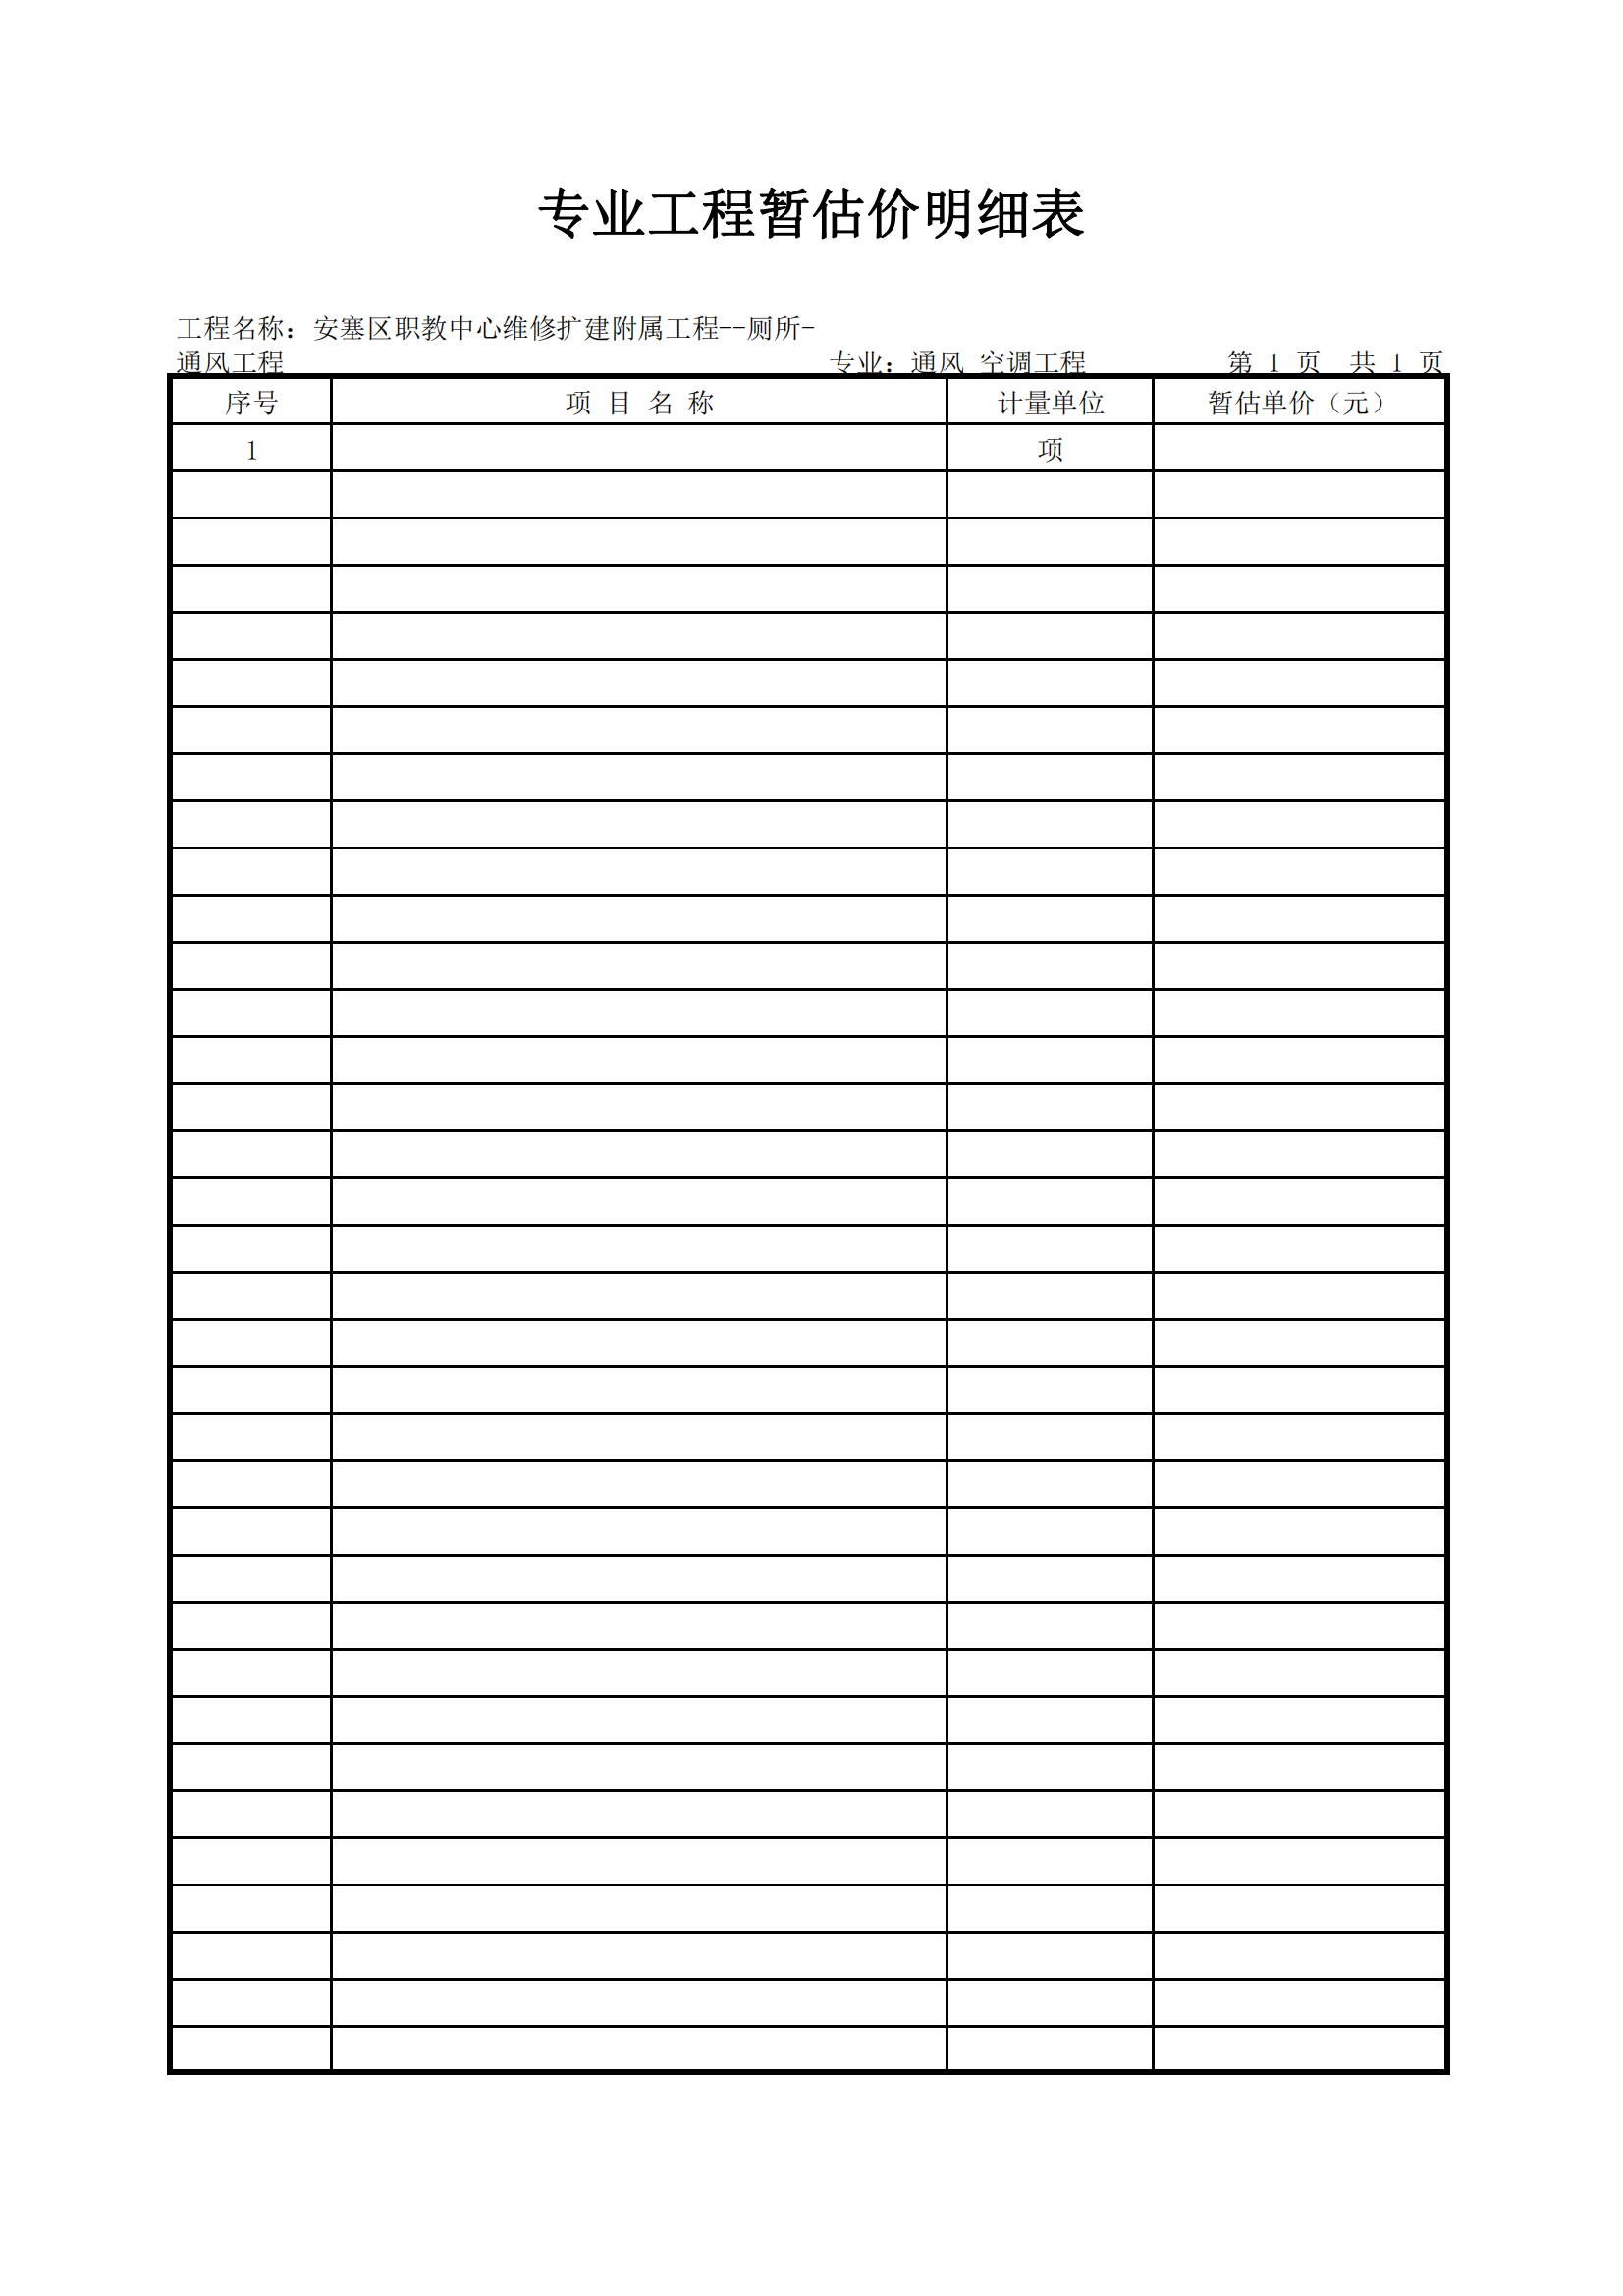 专业工程暂估价明细表
工程名称：安塞区职教中心维修扩建附属工程--厕所-
通风工程 专业：通风 空调工程 第 1 页 共 1 页
序号 项 目 名 称 计量单位 暂估单价（元）
1 项